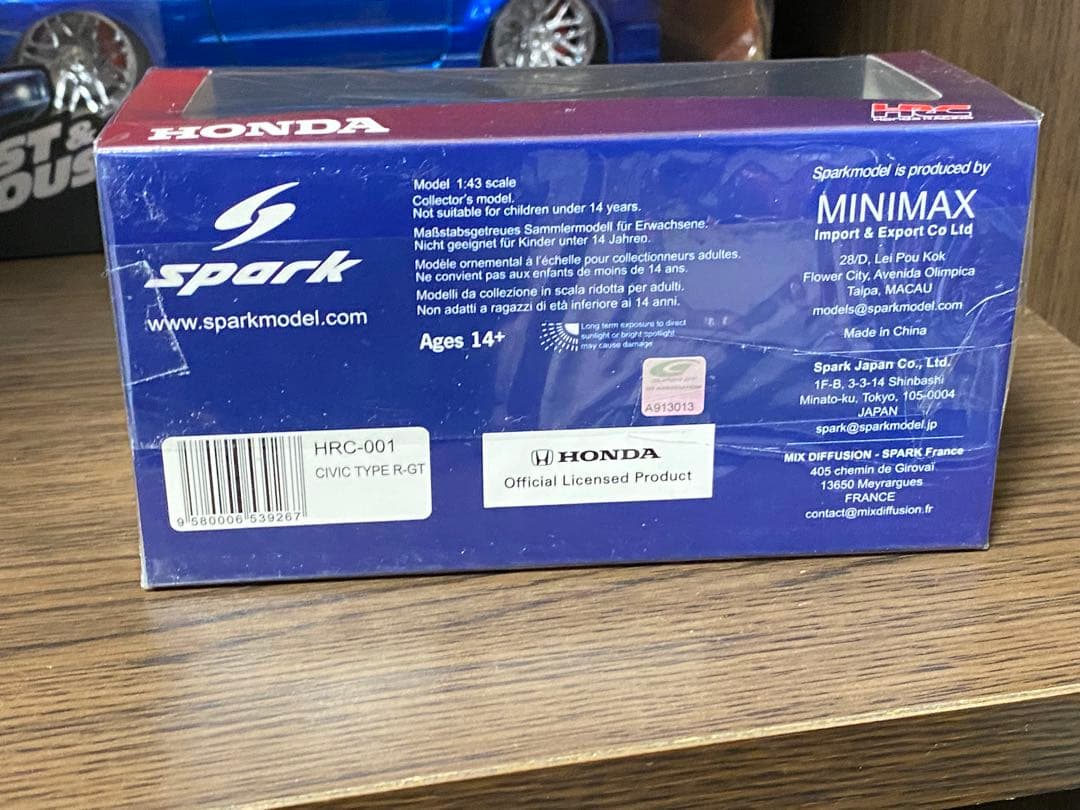 ST &
OUS
HONDA
HRC
spark
www.sparkmodel.com
Model 1:43 scale
Collector's model.
Not suitable for children under 14 years.
Maßstabsgetreues Sammlermodell für Erwachsene.
Nicht geeignet für Kinder unter 14 Jahren.
Modèle ornemental à l'échelle pour collectionneurs adultes.
Ne convient pas aux enfants de moins de 14 ans.
Modelli da collezione in scala ridotta per adulti.
Non adatti a ragazzi di età inferiore ai 14 anni.
Ages 14+
Long term exposure to direct
sunlight or bright spotlight
may cause damage
A913013
HRC-001
CIVIC TYPE R-GT
9 580006 539267
HONDA
Official Licensed Product
Sparkmodel is produced by
MINIMAX
Import & Export Co Ltd
28/D, Lei Pou Kok
Flower City, Avenida Olimpica
Taipa, MACAU
models@sparkmodel.com
Made in China
Spark Japan Co., Ltd.
1F-B, 3-3-14 Shinbashi
Minato-ku, Tokyo, 105-0004
JAPAN
spark@sparkmodel.jp
MIX DIFFUSION - SPARK France
405 chemin de Girovaï
13650 Meyrargues
FRANCE
contact@mixdiffusion.fr